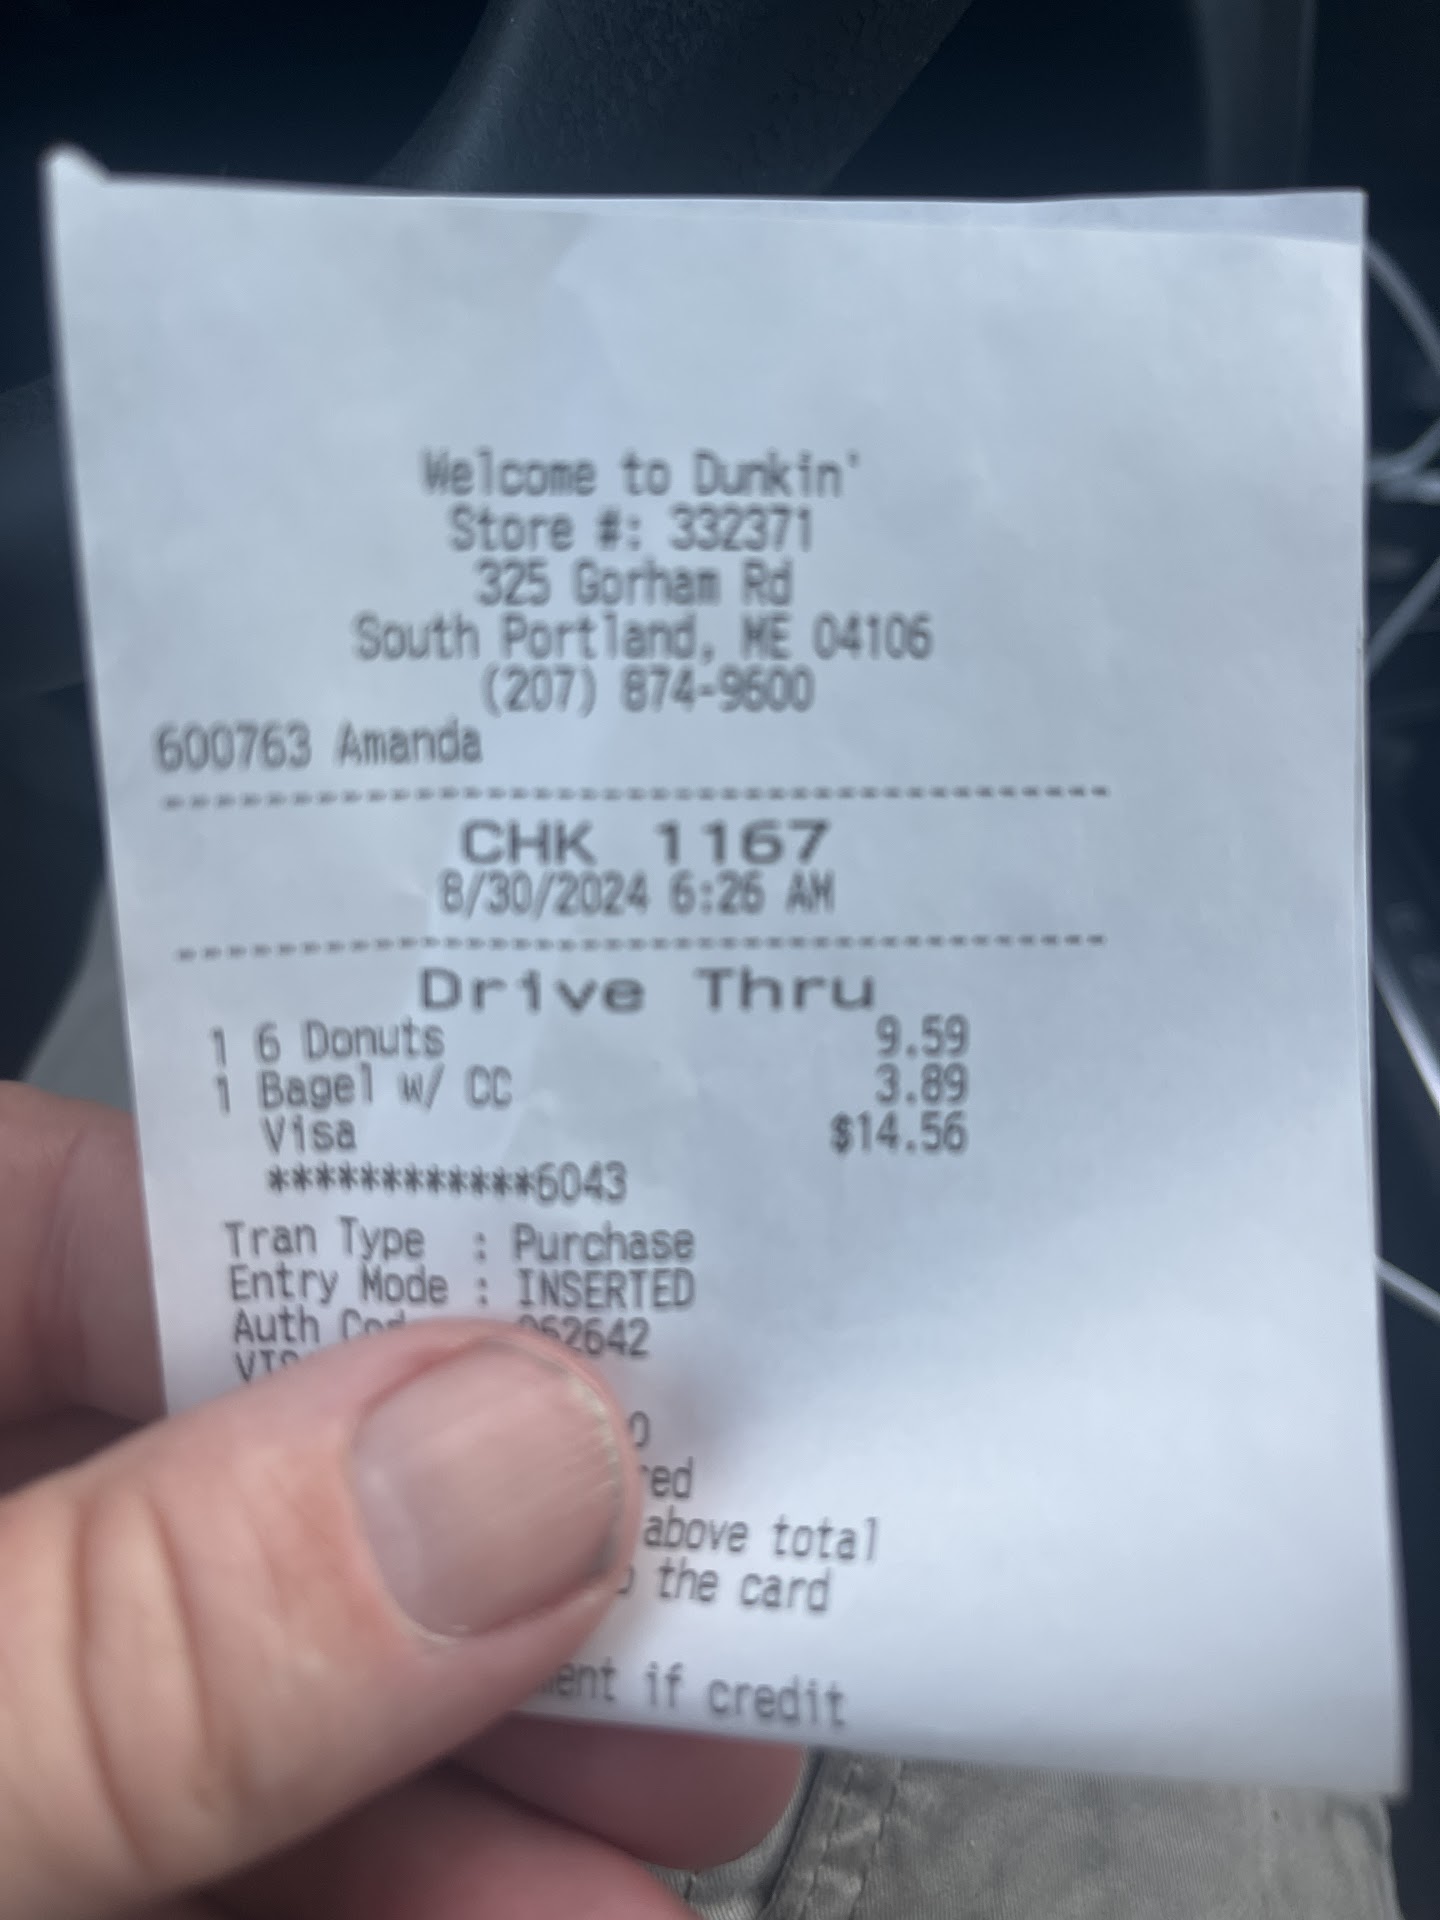 Welcome to Dunkin'
Store #: 332371
325 Gorham Rd
South Portland, ME 04106
(207) 874-9600
600763 Amanda
CHK 1167
8/30/2024 6:26 AM
Drive Thru
1 6 Donuts 9.59
1 Bagel w/ CC 3.89
Visa $14.56
************6043
Tran Type : Purchase
Entry Mode : INSERTED
Auth
above total
the card
if credit